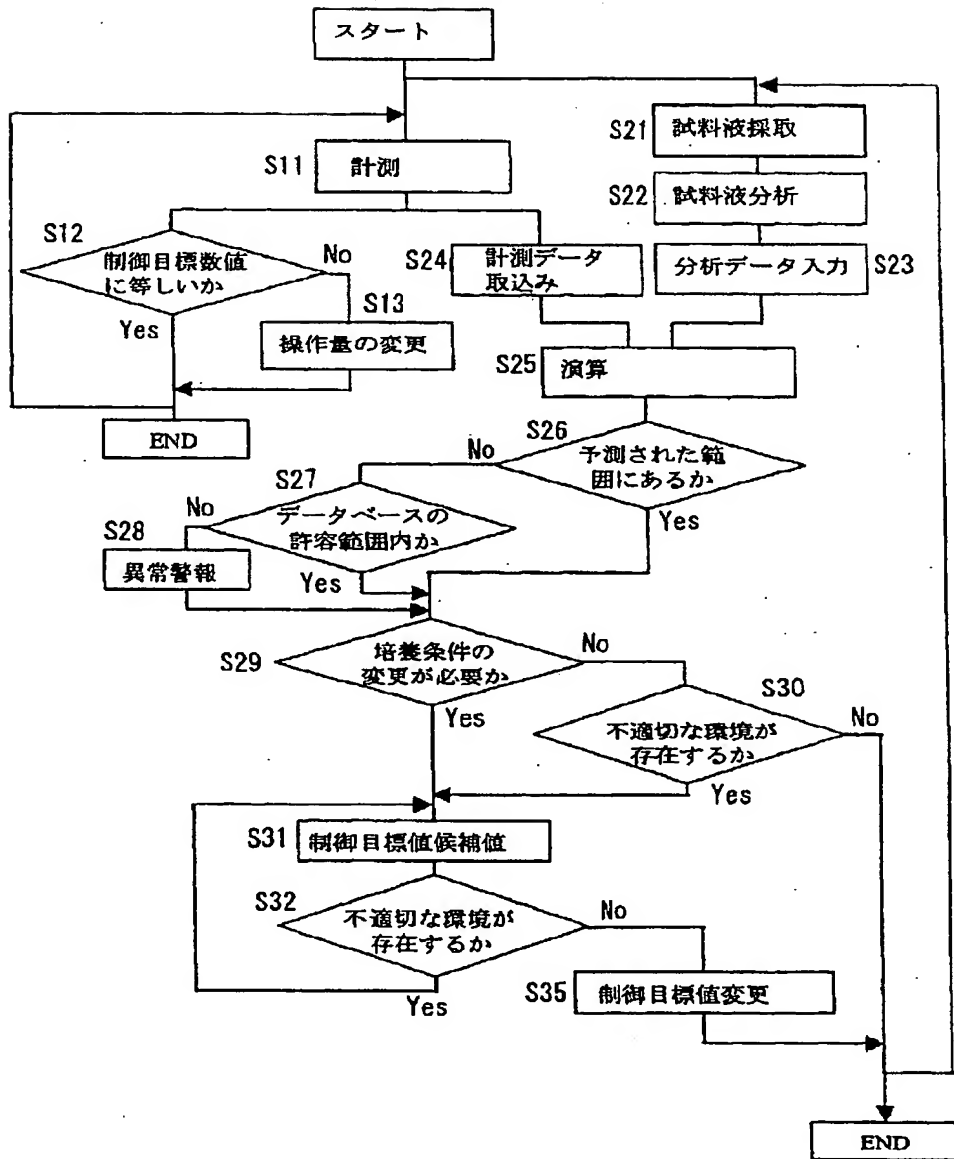 スタート
S21
試料液採取
S11
計測
S22
試料液分析
S12
制御目標数値
に等しいか
No
Yes
S24
計測データ
取込み
分析データ入力
S23
S13
操作量の変更
S25
演算
END
S26
予測された範
囲にあるか
No
Yes
S27
データベースの
許容範囲内か
No
Yes
S28
異常警報
S29
培養条件の
変更が必要か
No
Yes
S30
不適切な環境が
存在するか
No
Yes
S31
制御目標値候補値
S32
不適切な環境が
存在するか
No
Yes
S35
制御目標値変更
END